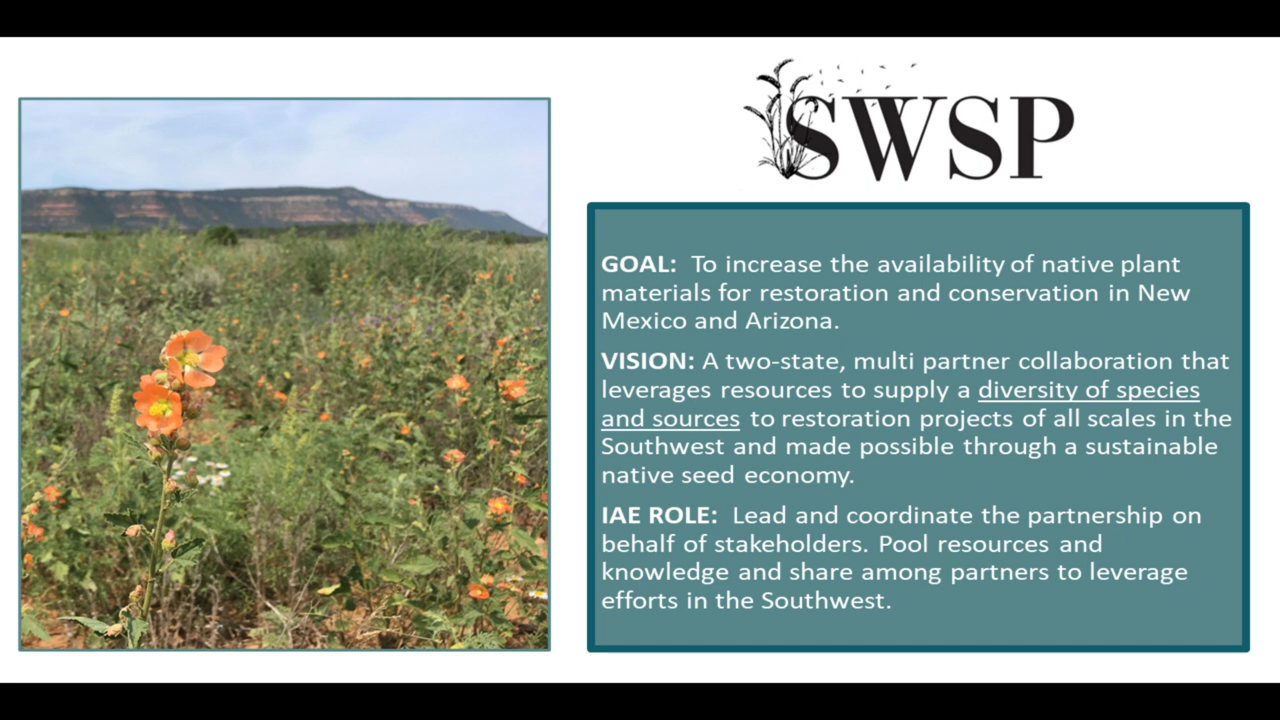 SWSP
GOAL: To increase the availability of native plant
materials for restoration and conservation in New
Mexico and Arizona.
VISION: A two-state, multi partner collaboration that
leverages resources to supply a diversity of species
and sources to restoration projects of all scales in the
Southwest and made possible through a sustainable
native seed economy.
IAE ROLE: Lead and coordinate the partnership on
behalf of stakeholders. Pool resources and
knowledge and share among partners to leverage
efforts in the Southwest.